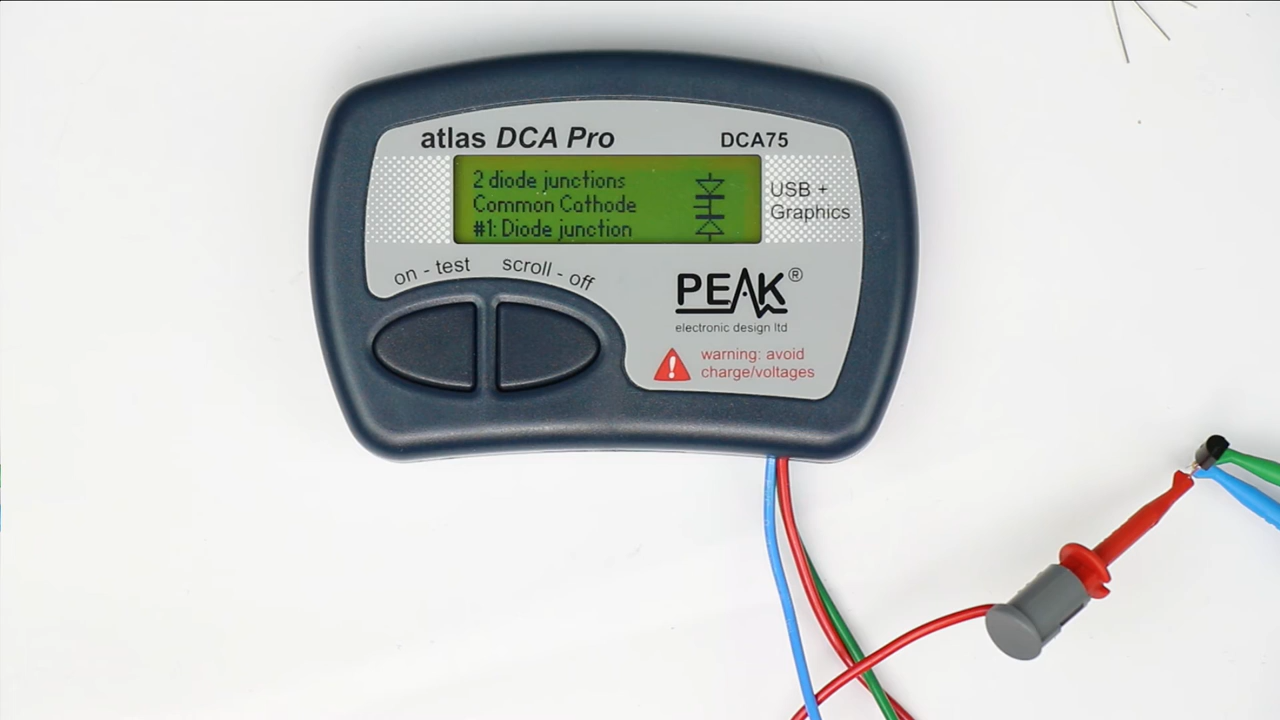 atlas DCA Pro
DCA75
2 diode junctions
Common Cathode
#1: Diode junction
USB +
Graphics
on - test
scroll - off
PEAK®
electronic design ltd
warning: avoid
charge/voltages